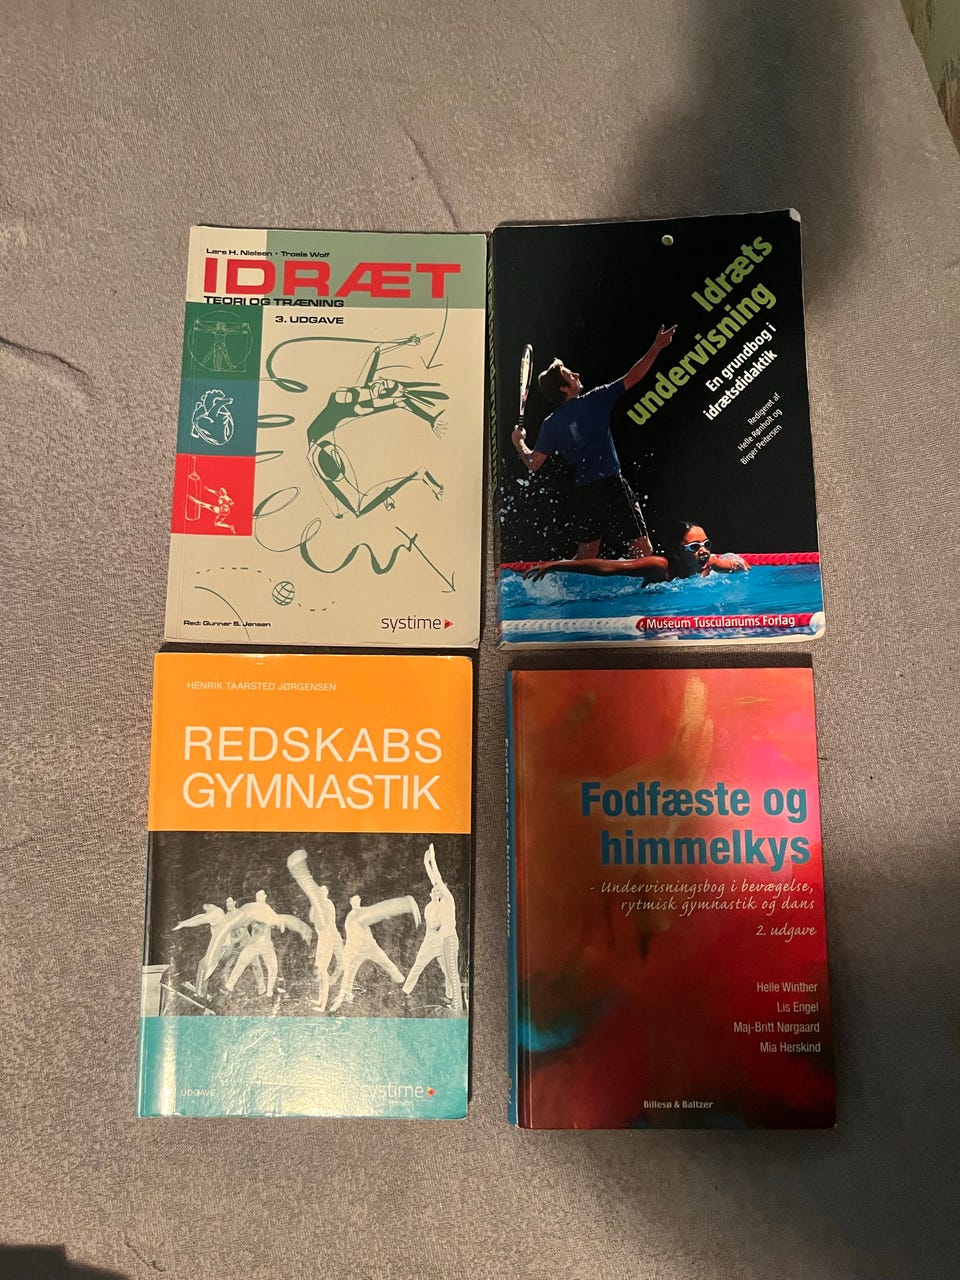 Lars H. Nielsen • Troels Wolf
IDRÆT
TEORI OG TRÆNING
3. UDGAVE
Red: Gunnar S. Jensen
systime
Idræts
undervisning
En grundbog i
idrætsdidaktik
Redigeret af
Helle Rønholt og
Birger Peitersen
Museum Tusculanums Forlag
HENRIK TAARSTED JØRGENSEN
REDSKABS
GYMNASTIK
UDGAVE
systime
Fodfæste og
himmelkys
- Undervisningsbog i bevægelse,
rytmisk gymnastik og dans
2. udgave
Helle Winther
Lis Engel
Maj-Britt Nørgaard
Mia Herskind
Billesø & Baltzer